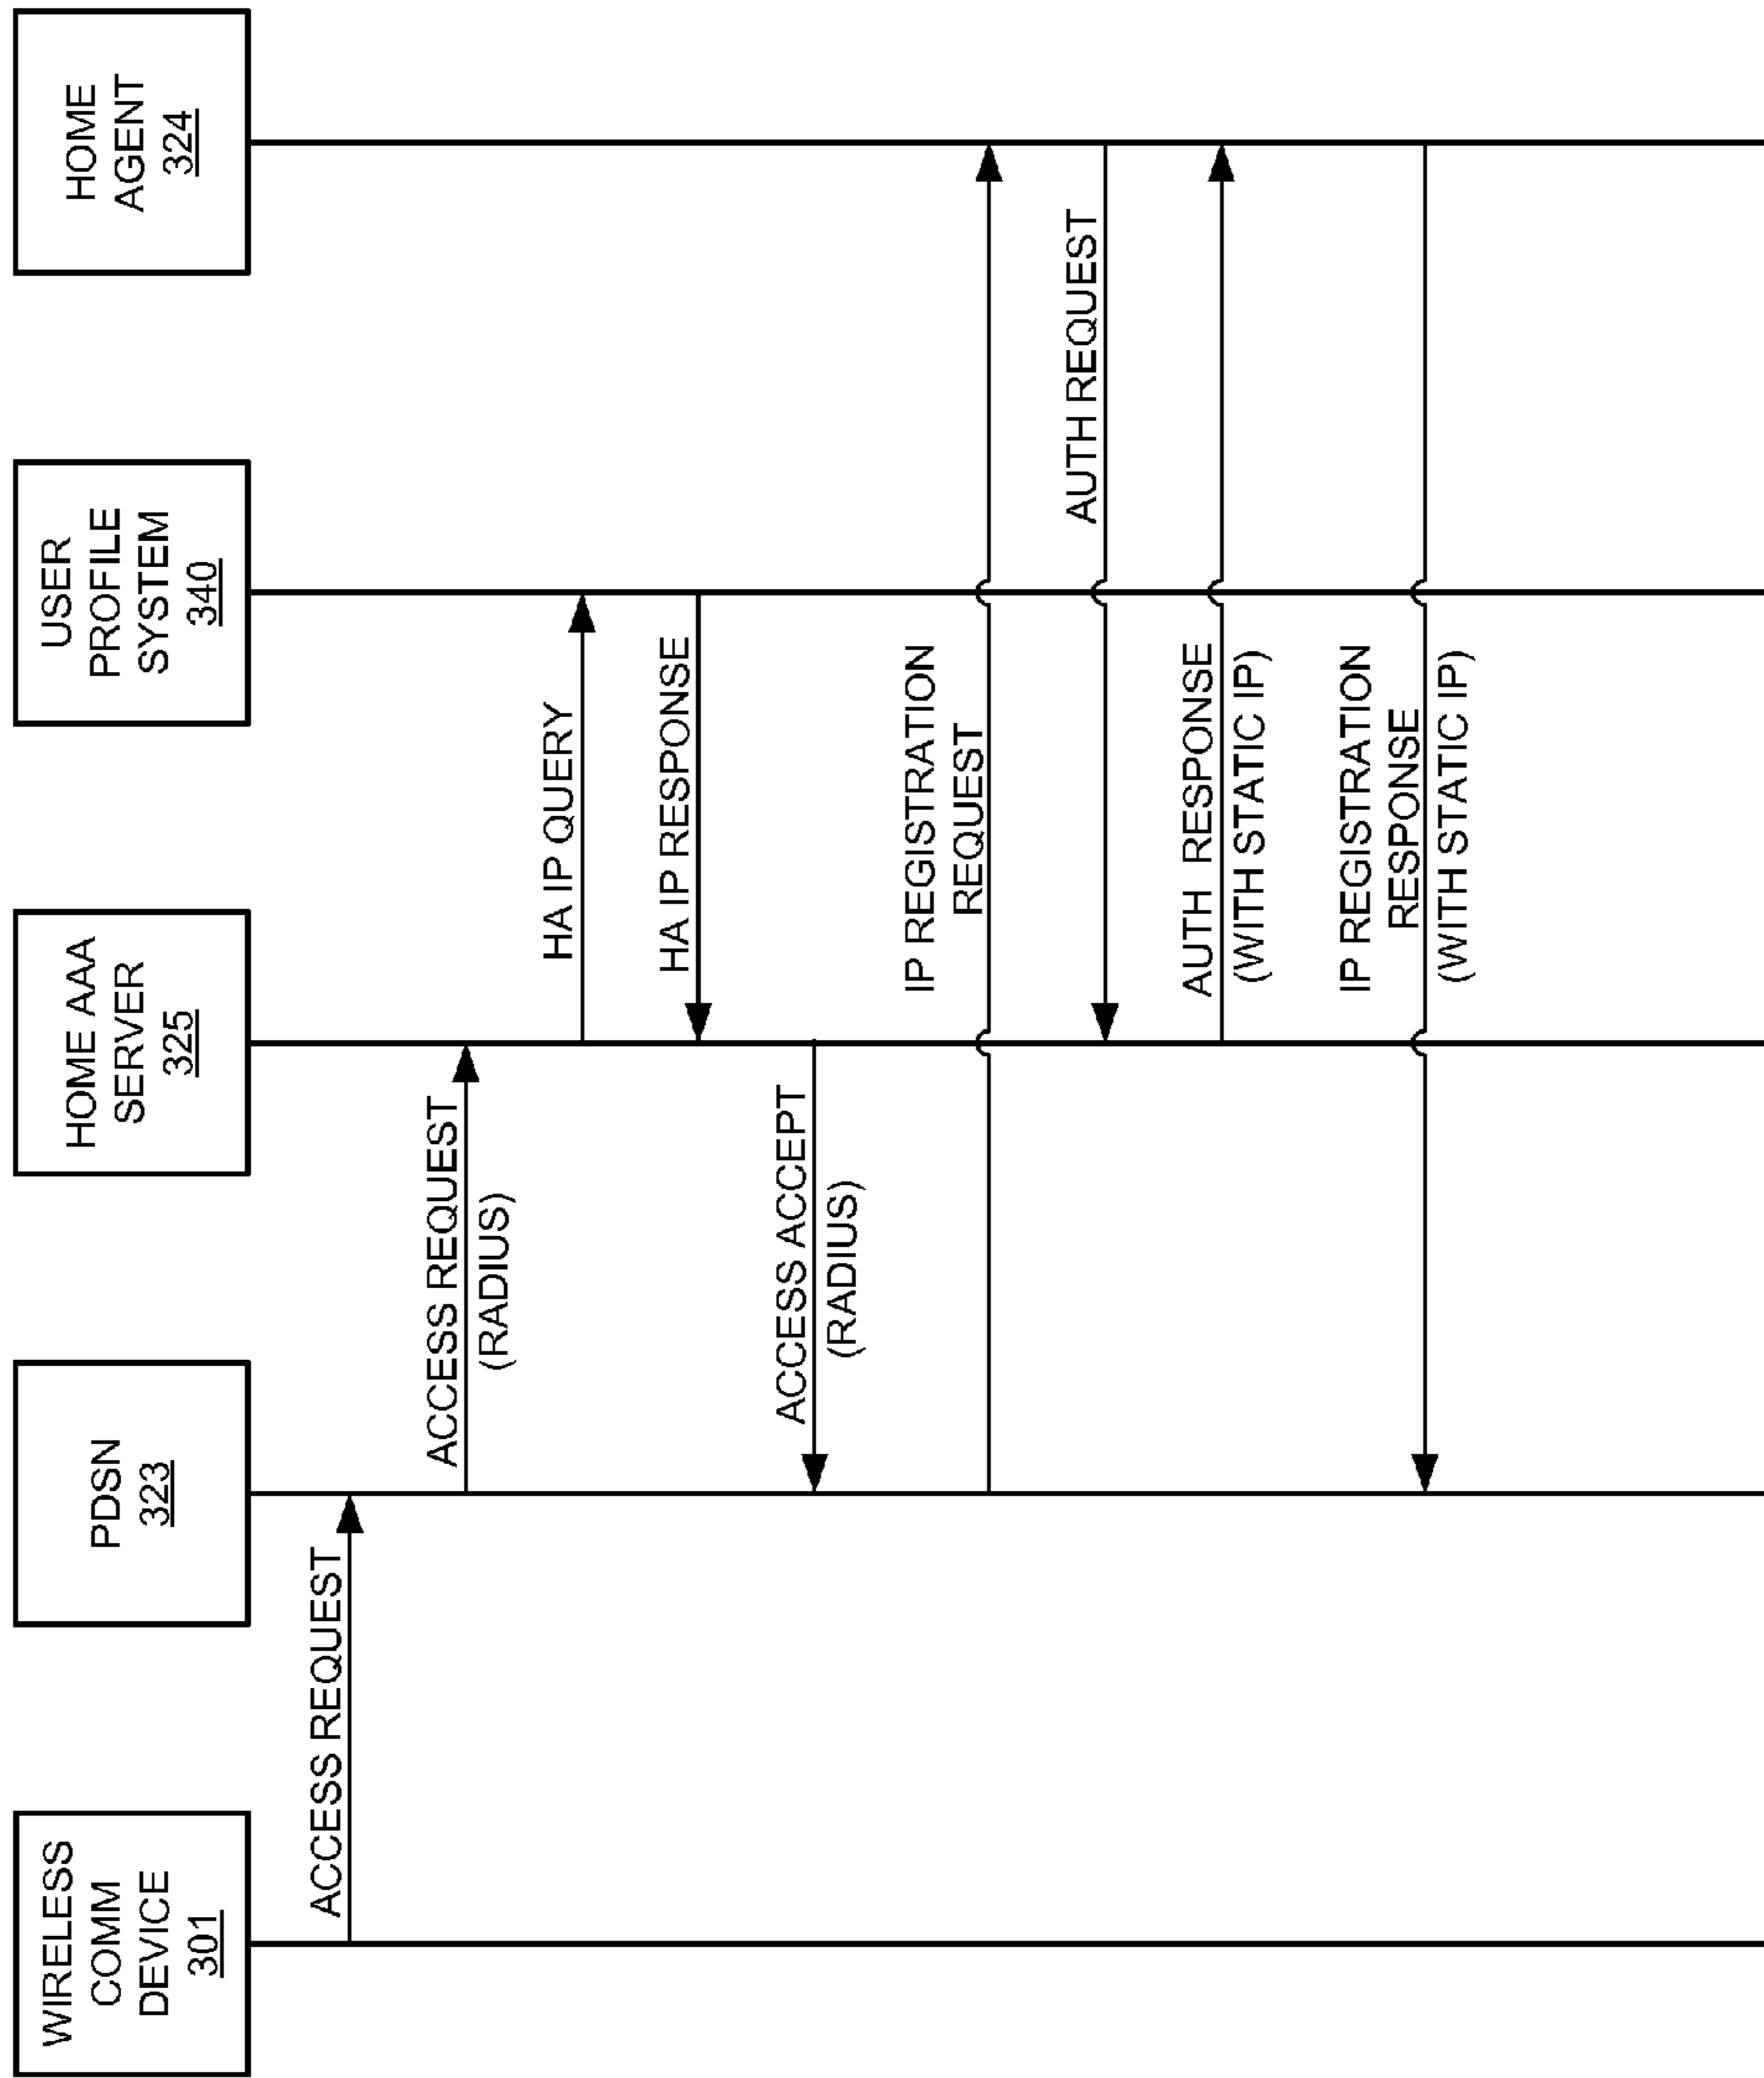 WIRELESS
COMM
DEVICE
301
PDSN
323
HOME AAA
SERVER
325
USER
PROFILE
SYSTEM
340
HOME
AGENT
324
ACCESS REQUEST
ACCESS REQUEST
(RADIUS)
HA IP QUERY
HA IP RESPONSE
ACCESS ACCEPT
(RADIUS)
IP REGISTRATION
REQUEST
AUTH REQUEST
AUTH RESPONSE
(WITH STATIC IP)
IP REGISTRATION
RESPONSE
(WITH STATIC IP)